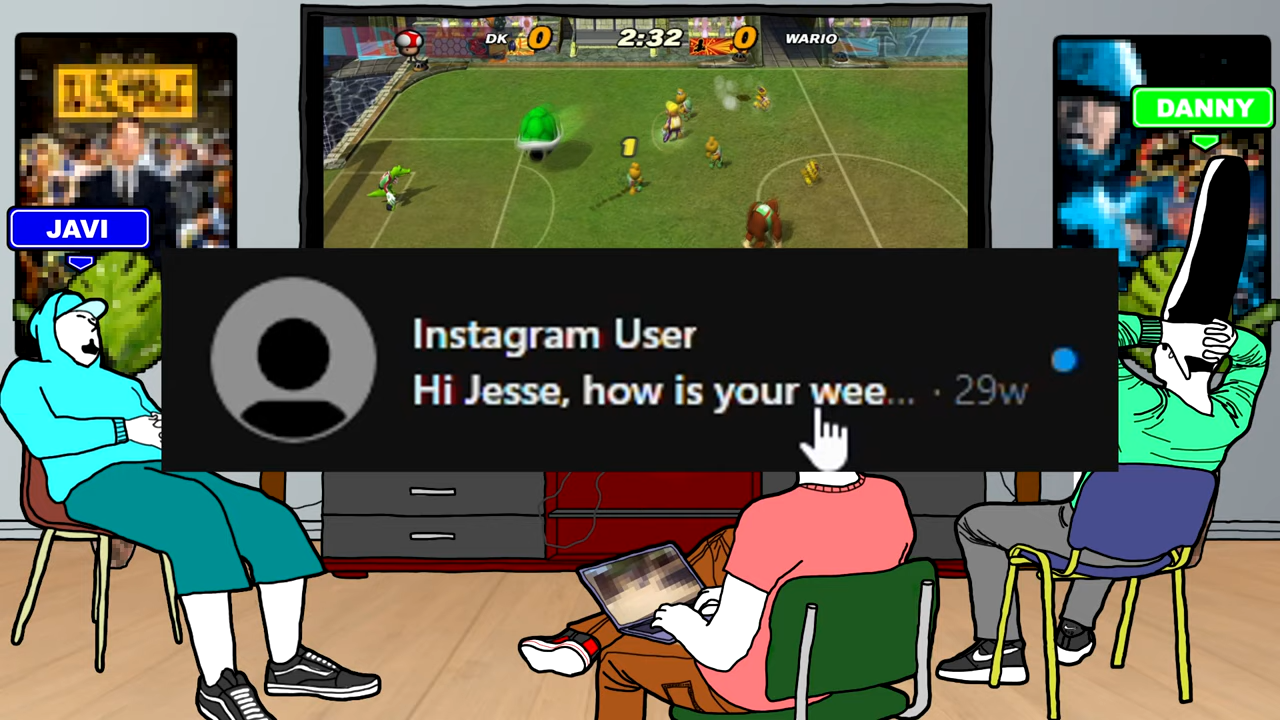 DK 0 2:32 0 WARIO
DANNY
1
JAVI
Instagram User
Hi Jesse, how is your wee... · 29w